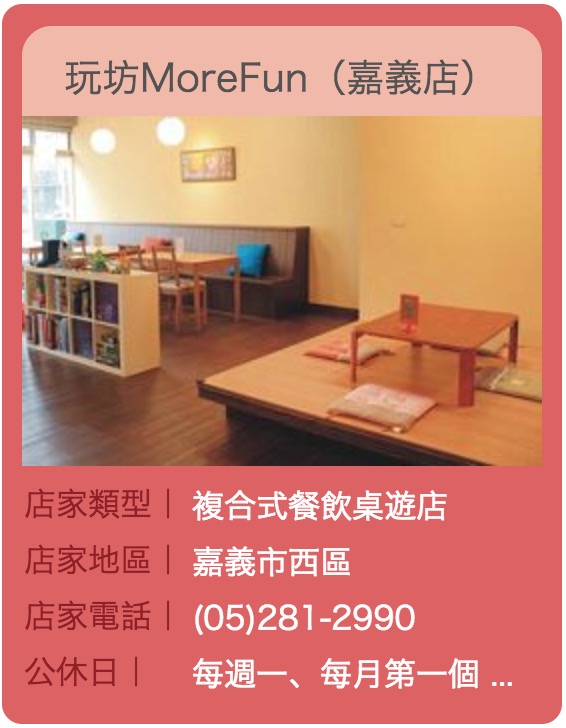 玩坊MoreFun（嘉義店）
店家類型｜ 複合式餐飲桌遊店
店家地區｜ 嘉義市西區
店家電話｜ (05)281-2990
公休日｜ 每週一、每月第一個 ...